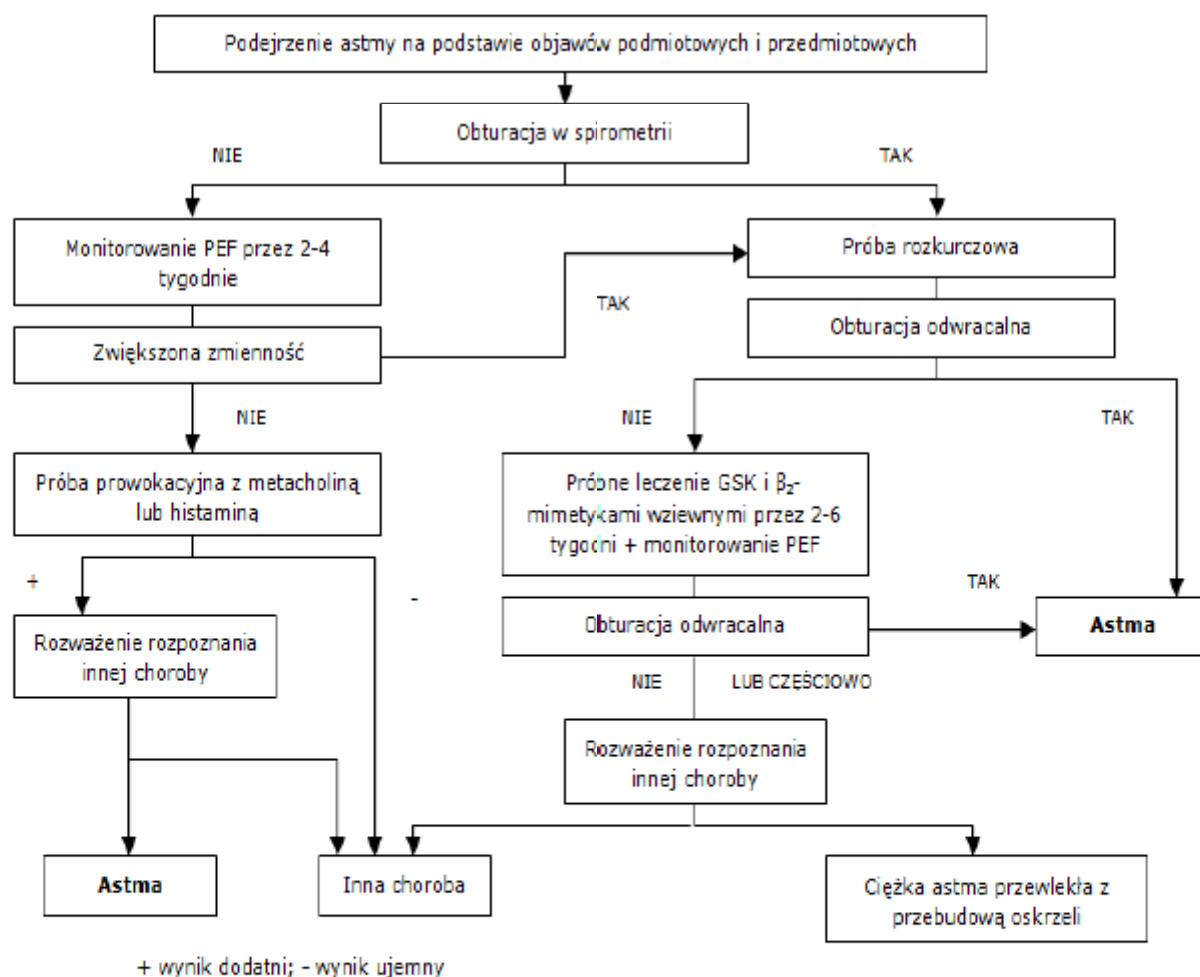 Podejrzenie astmy na podstawie objawów podmiotowych i przedmiotowych
Obturacja w spirometrii
NIE
TAK
Monitorowanie PEF przez 2-4
tygodnie
Próba rozkurczowa
TAK
Zwiększona zmienność
Obturacja odwracalna
NIE
NIE
TAK
Próba prowokacyjna z metacholiną
lub histaminą
Próbne leczenie GSK i β₂-
mimetykami wziewnymi przez 2-6
tygodni + monitorowanie PEF
+
-
TAK
Rozważenie rozpoznania
innej choroby
Obturacja odwracalna
Astma
NIE
LUB CZĘŚCIOWO
Rozważenie rozpoznania
innej choroby
Astma
Inna choroba
Ciężka astma przewlekła z
przebudową oskrzeli
+ wynik dodatni; - wynik ujemny